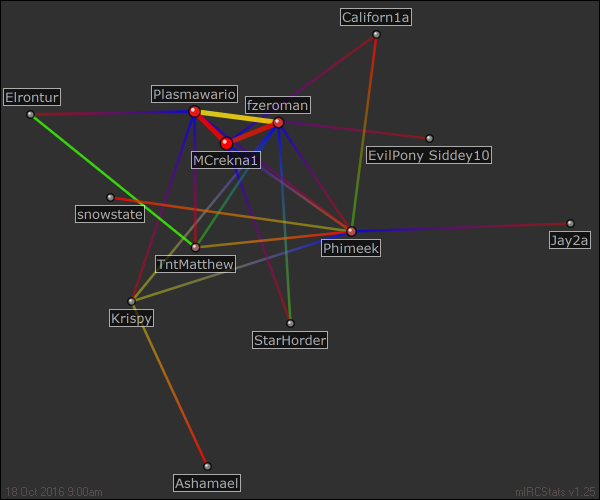 Californ1a
Plasmawario
Elrontur
fzeroman
MCrekna1
EvilPony Siddey10
snowstate
Phimeek
Jay2a
TntMatthew
Krispy
StarHorder
Ashamael
18 Oct 2016 9:00am
mIRCStats v1.25